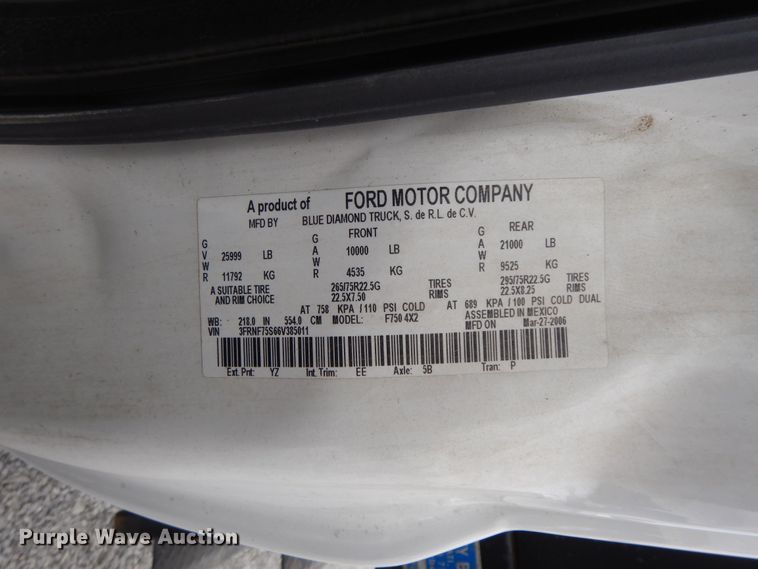 A product of FORD MOTOR COMPANY
MFD BY BLUE DIAMOND TRUCK, S. de R.L. de C.V.
FRONT REAR
GVWR 25999 LB GAWR 10000 LB GAWR 21000 LB
11792 KG 4535 KG 9525 KG
A SUITABLE TIRE 265/75R22.5G TIRES 295/75R22.5G TIRES
AND RIM CHOICE 22.5X7.50 RIMS 22.5X8.25 RIMS
AT 758 KPA / 110 PSI COLD AT 689 KPA / 100 PSI COLD DUAL
WB: 218.0 IN 554.0 CM MODEL: F750 4X2 ASSEMBLED IN MEXICO
VIN 3FRNF75S66V385011 MFD ON Mar-27-2006
Ext. Pnt: YZ Int. Trim: EE Axle: 5B Tran: P
Purple Wave Auction